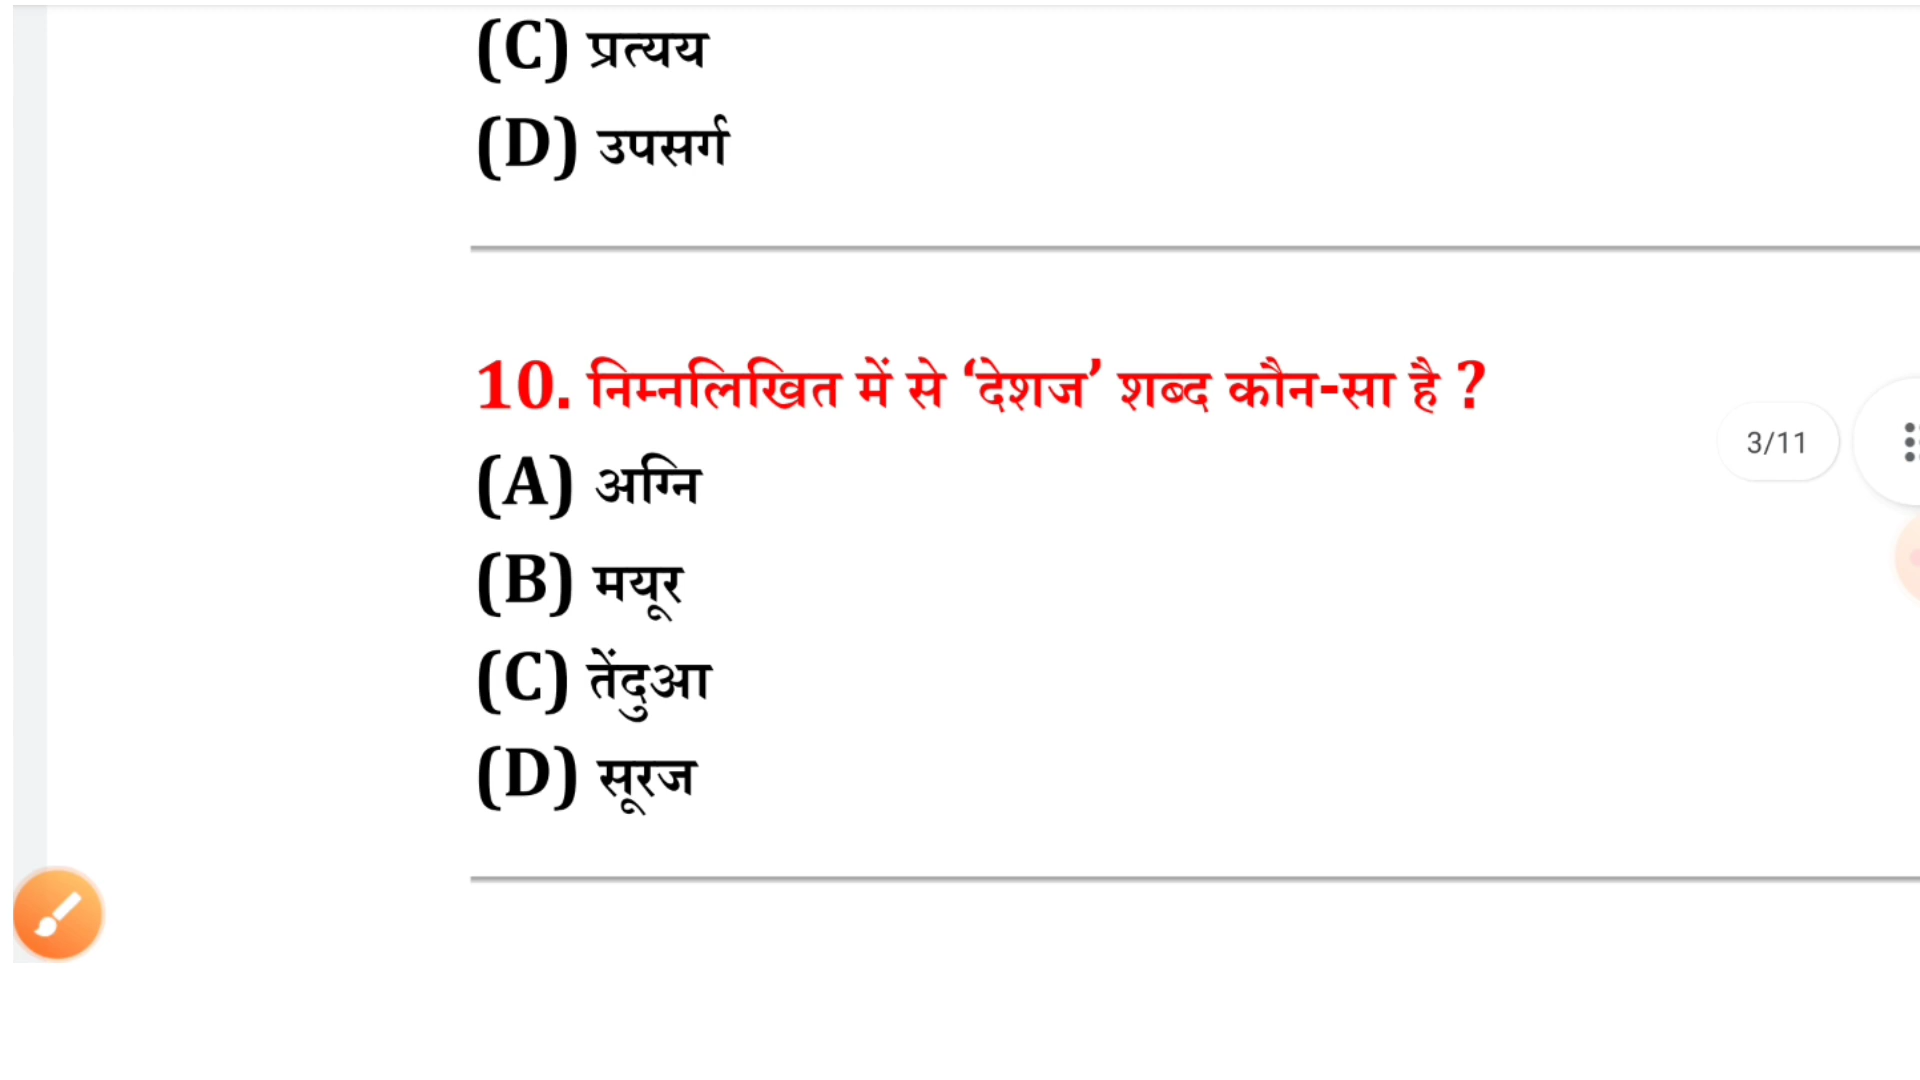 (C) प्रत्यय
(D) उपसर्ग
10. निम्नलिखित में से ‘देशज’ शब्द कौन-सा है ?
(A) अग्नि
3/11
(B) मयूर
(C) तेंदुआ
(D) सूरज